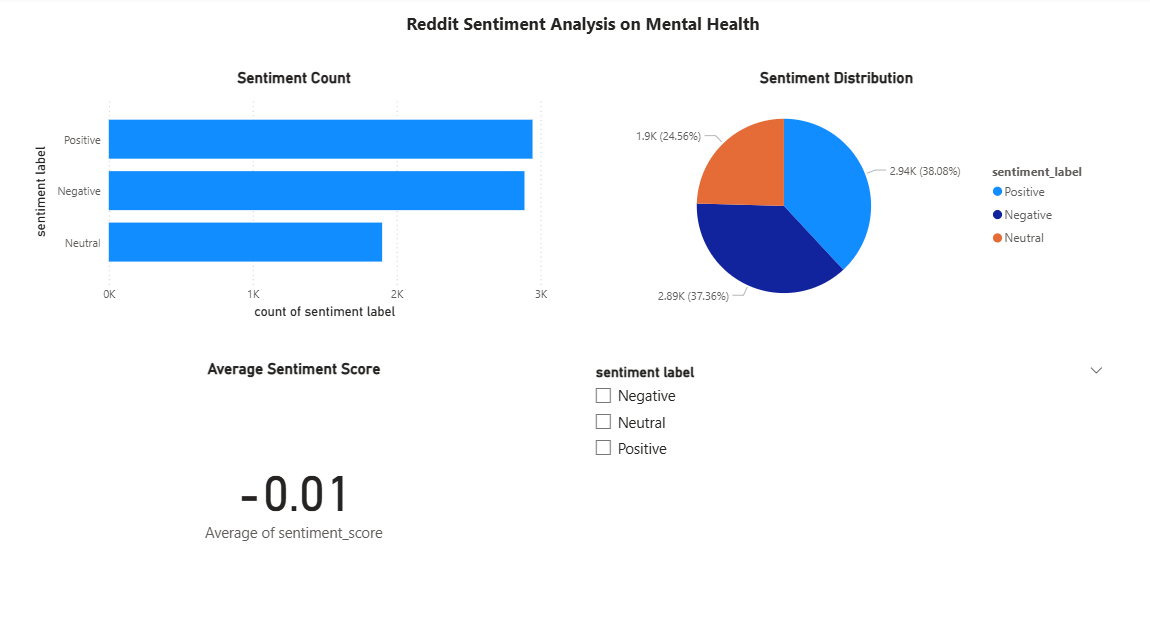 Reddit Sentiment Analysis on Mental Health
Sentiment Count
sentiment label
Positive
Negative
Neutral
0K
1K
2K
3K
count of sentiment label
Sentiment Distribution
1.9K (24.56%)
2.94K (38.08%)
2.89K (37.36%)
sentiment_label
Positive
Negative
Neutral
Average Sentiment Score
-0.01
Average of sentiment_score
sentiment label
Negative
Neutral
Positive